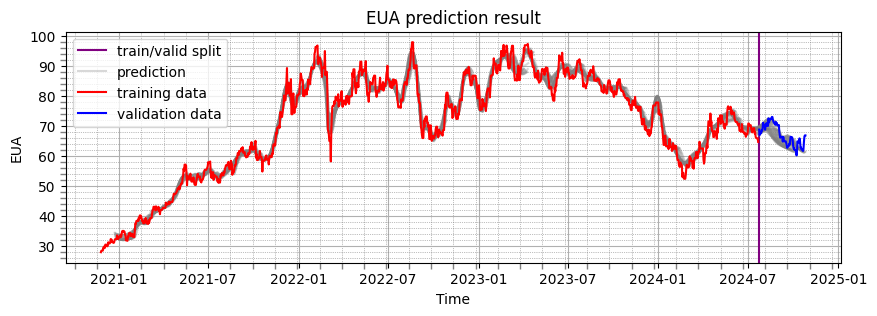 EUA prediction result
train/valid split
prediction
training data
validation data
EUA
100
90
80
70
60
50
40
30
2021-01 2021-07 2022-01 2022-07 2023-01 2023-07 2024-01 2024-07 2025-01
Time